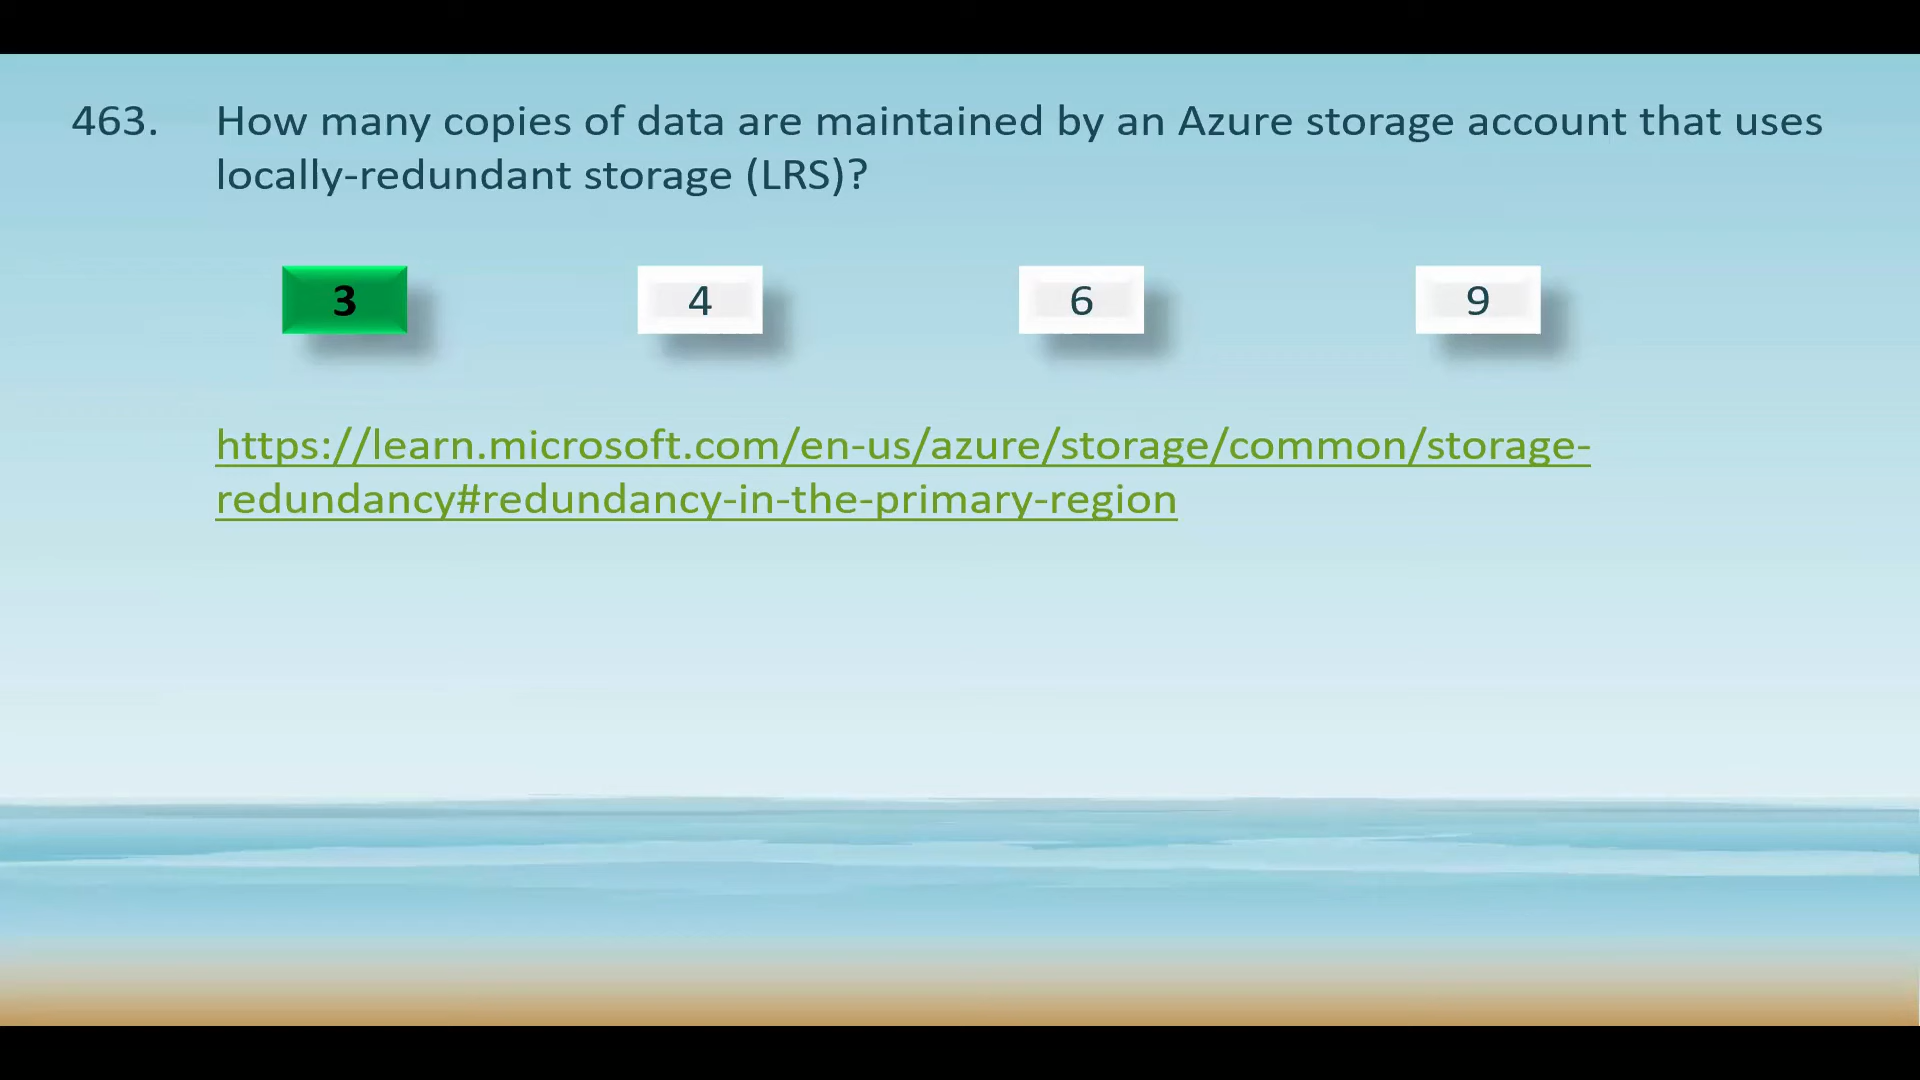 463. How many copies of data are maintained by an Azure storage account that uses
locally-redundant storage (LRS)?
3 4 6 9
https://learn.microsoft.com/en-us/azure/storage/common/storage-
redundancy#redundancy-in-the-primary-region